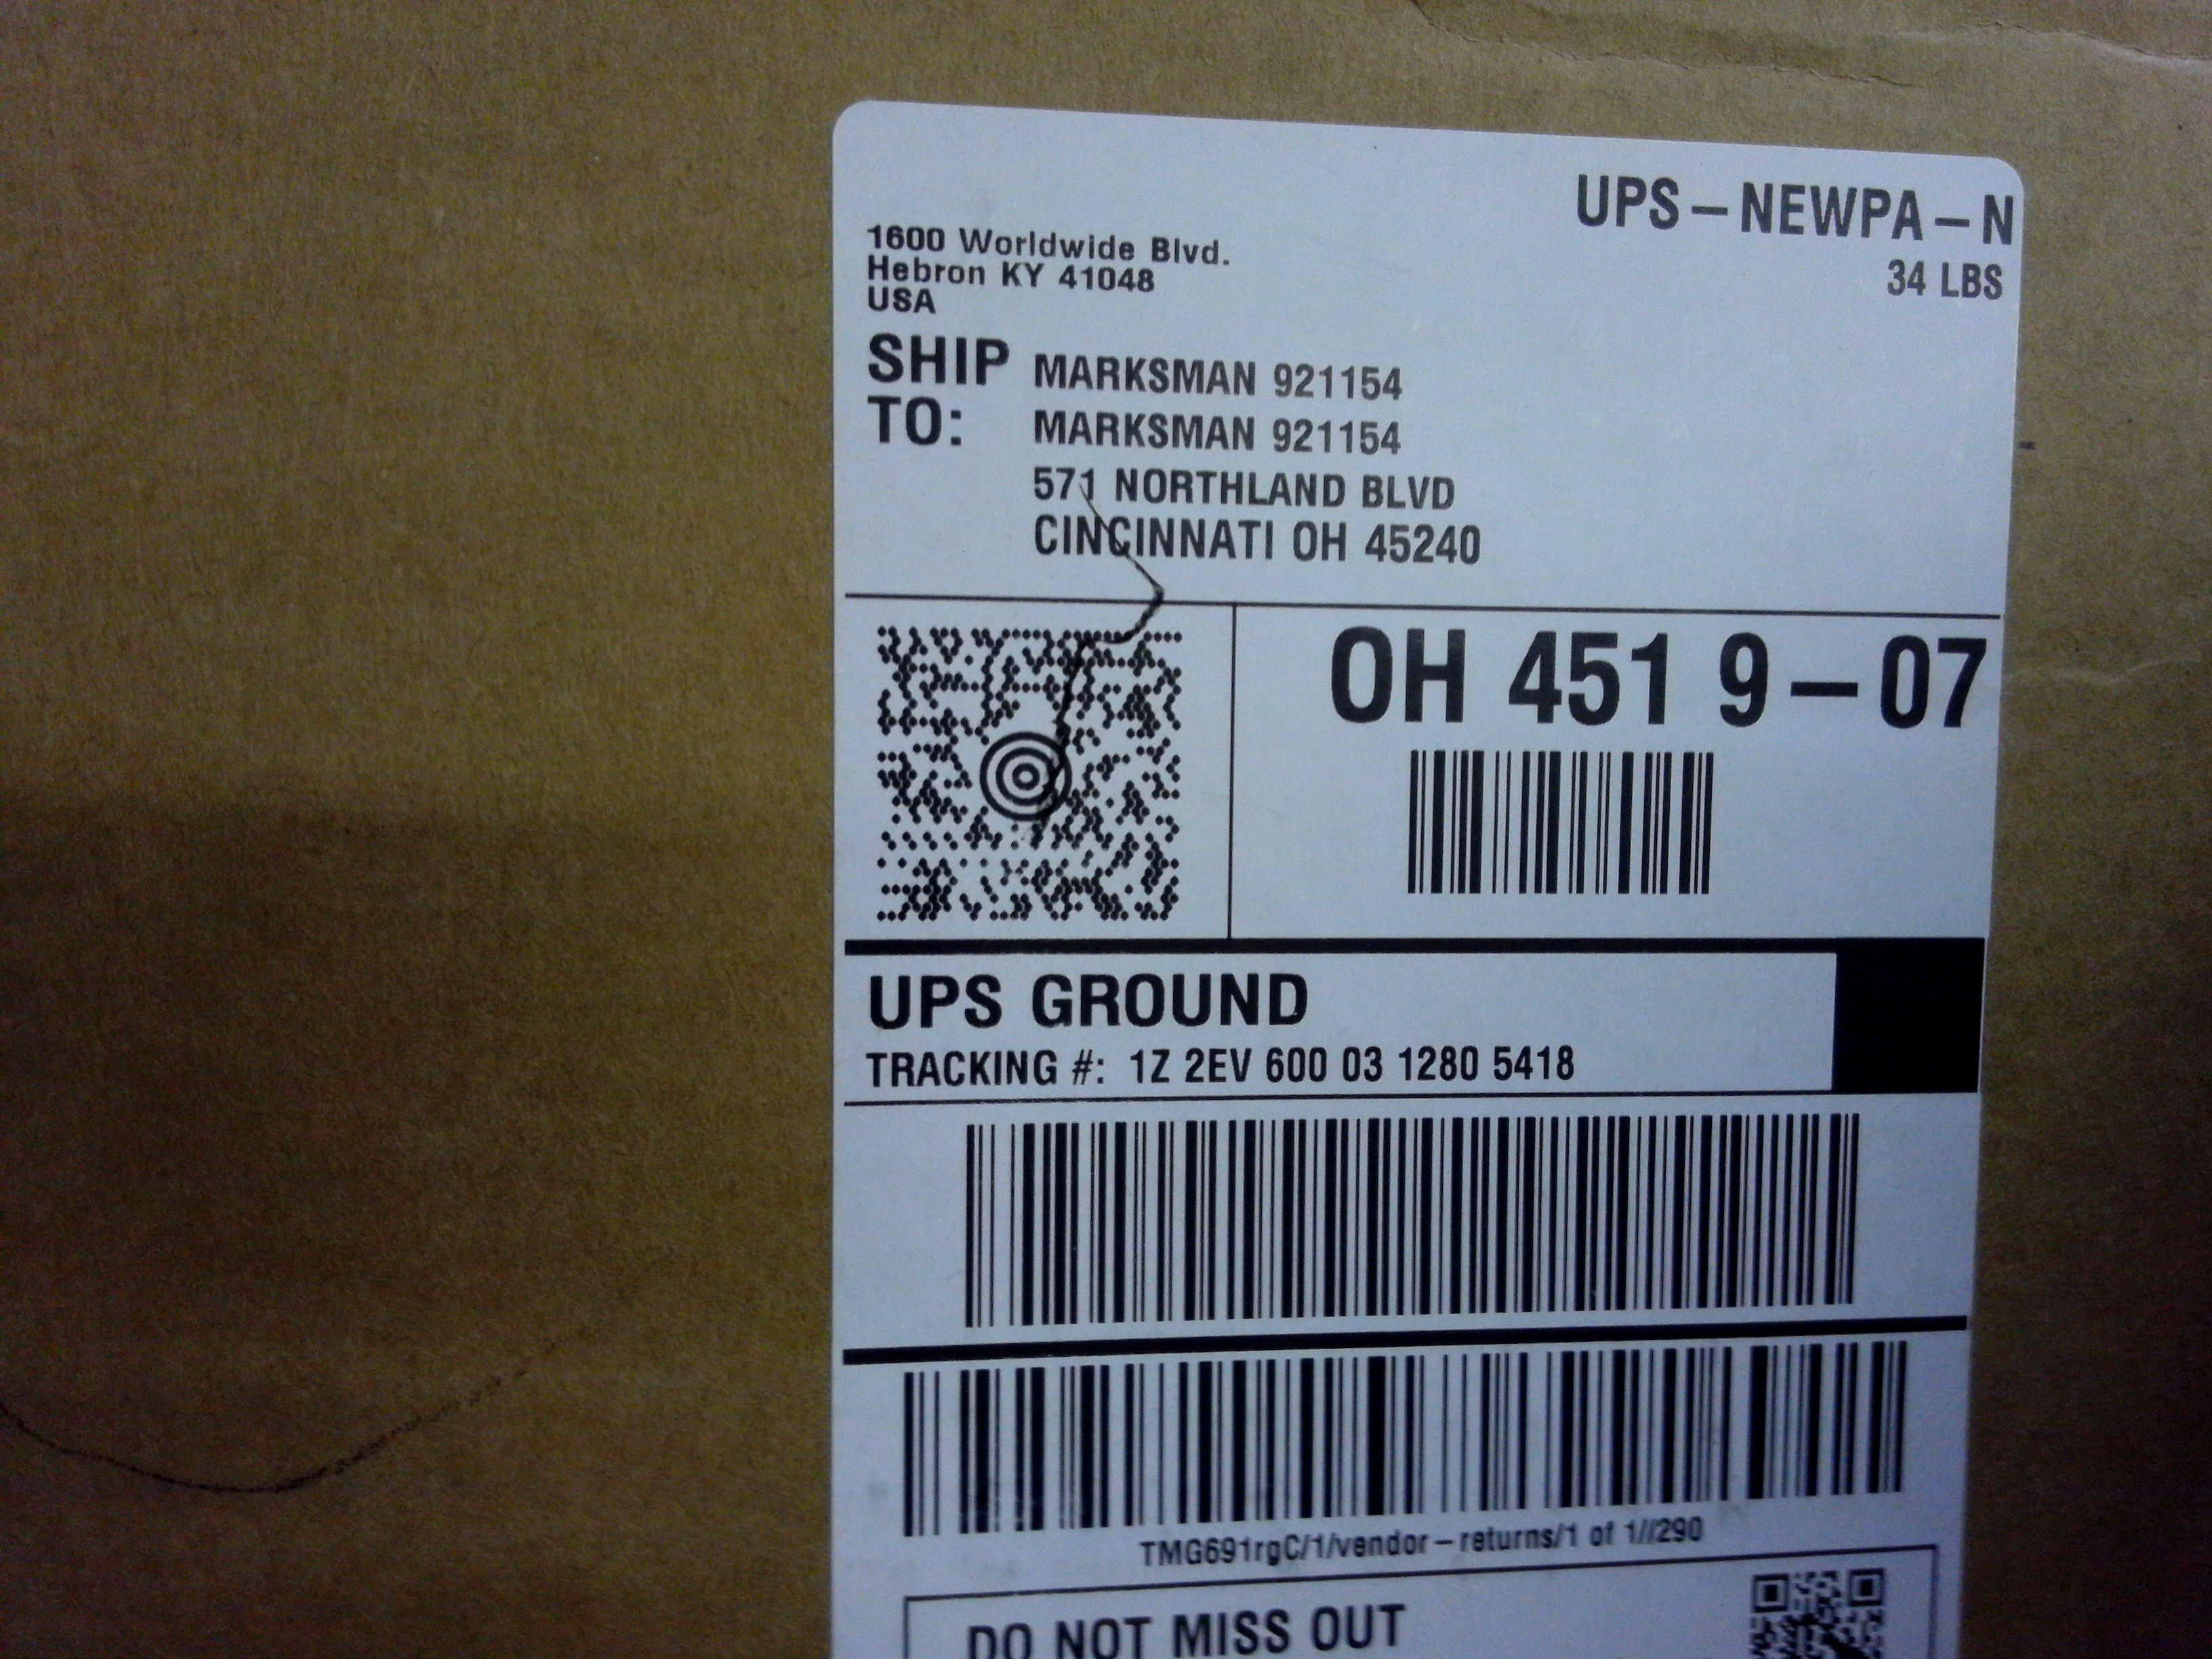 UPS-NEWPA-N
34 LBS
1600 Worldwide Blvd.
Hebron KY 41048
USA
SHIP TO:
MARKSMAN 921154
MARKSMAN 921154
571 NORTHLAND BLVD
CINCINNATI OH 45240
OH 451 9-07
UPS GROUND
TRACKING #: 1Z 2EV 600 03 1280 5418
TMG691rgC/1/vendor-returns/1 of 1//290
DO NOT MISS OUT